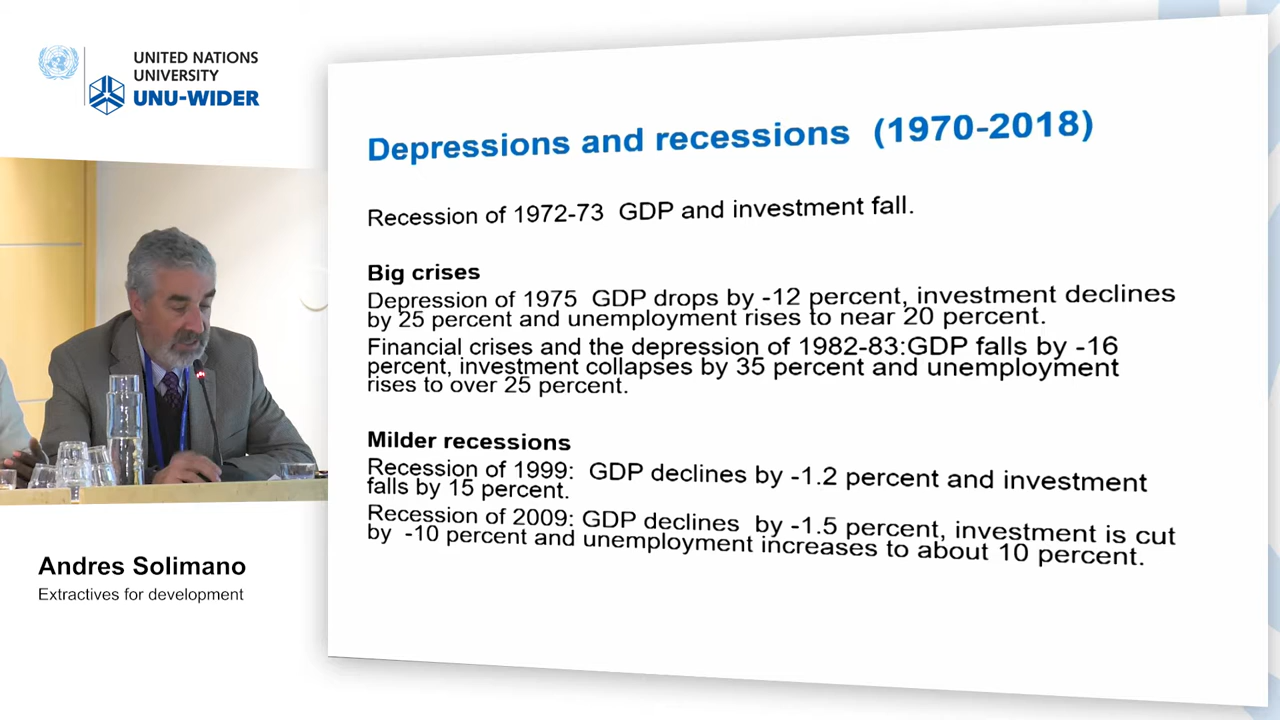 UNITED NATIONS
UNIVERSITY
UNU-WIDER
Depressions and recessions (1970-2018)
Recession of 1972-73 GDP and investment fall.
Big crises
Depression of 1975 GDP drops by -12 percent, investment declines
by 25 percent and unemployment rises to near 20 percent.
Financial crises and the depression of 1982-83:GDP falls by -16
percent, investment collapses by 35 percent and unemployment
rises to over 25 percent.
Milder recessions
Recession of 1999: GDP declines by -1.2 percent and investment
falls by 15 percent.
Recession of 2009: GDP declines by -1.5 percent, investment is cut
by -10 percent and unemployment increases to about 10 percent.
Andres Solimano
Extractives for development